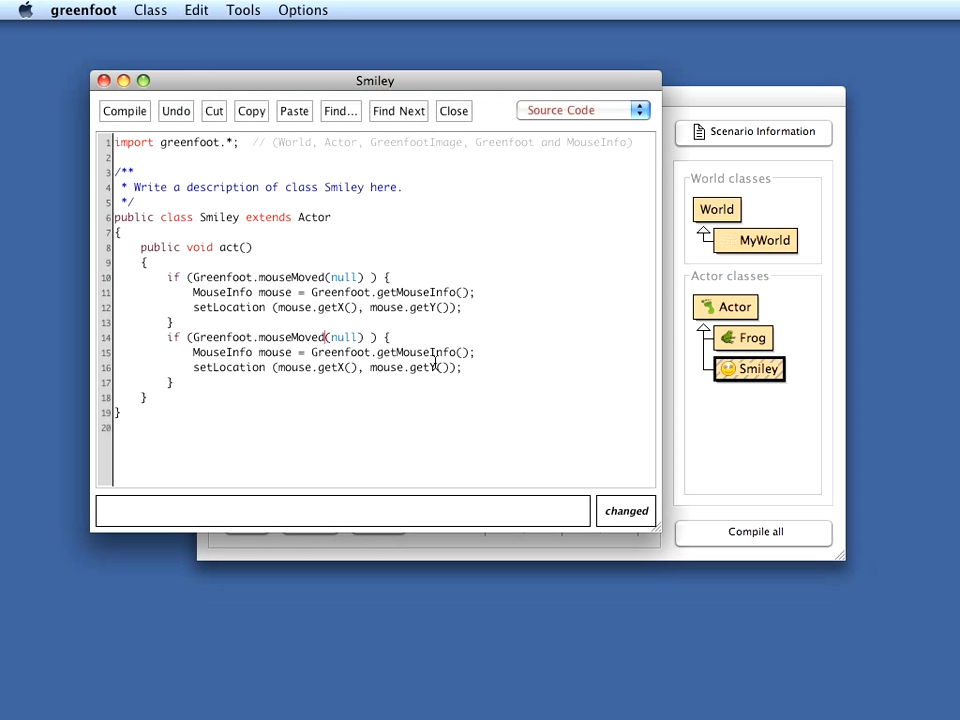 greenfoot Class Edit Tools Options
Smiley
Compile Undo Cut Copy Paste Find... Find Next Close Source Code
1 import greenfoot.*;  // (World, Actor, GreenfootImage, Greenfoot and MouseInfo)
2
3 /**
4  * Write a description of class Smiley here.
5  */
6 public class Smiley extends Actor
7 {
8     public void act()
9     {
10         if (Greenfoot.mouseMoved(null) ) {
11             MouseInfo mouse = Greenfoot.getMouseInfo();
12             setLocation (mouse.getX(), mouse.getY());
13         }
14         if (Greenfoot.mouseMoved(null) ) {
15             MouseInfo mouse = Greenfoot.getMouseInfo();
16             setLocation (mouse.getX(), mouse.getY());
17         }
18     }
19 }
20
changed
Scenario Information
World classes
World
MyWorld
Actor classes
Actor
Frog
Smiley
Compile all